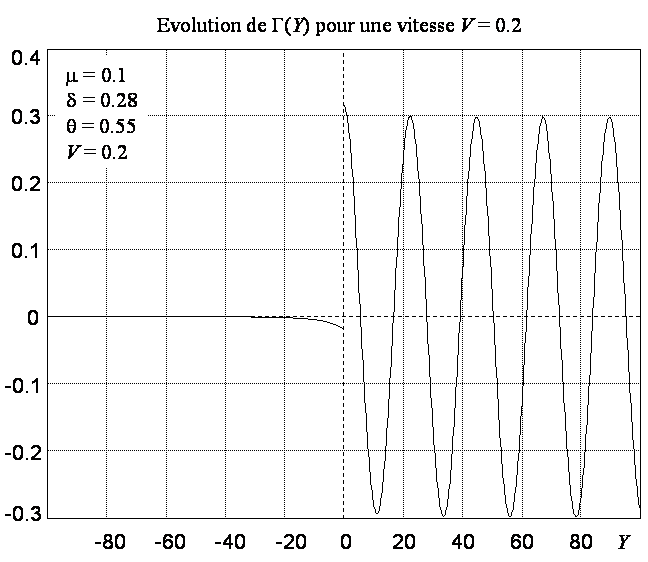 Evolution de Γ(Y) pour une vitesse V = 0.2
μ = 0.1
δ = 0.28
θ = 0.55
V = 0.2
0.4
0.3
0.2
0.1
0
-0.1
-0.2
-0.3
-80 -60 -40 -20 0 20 40 60 80 Y